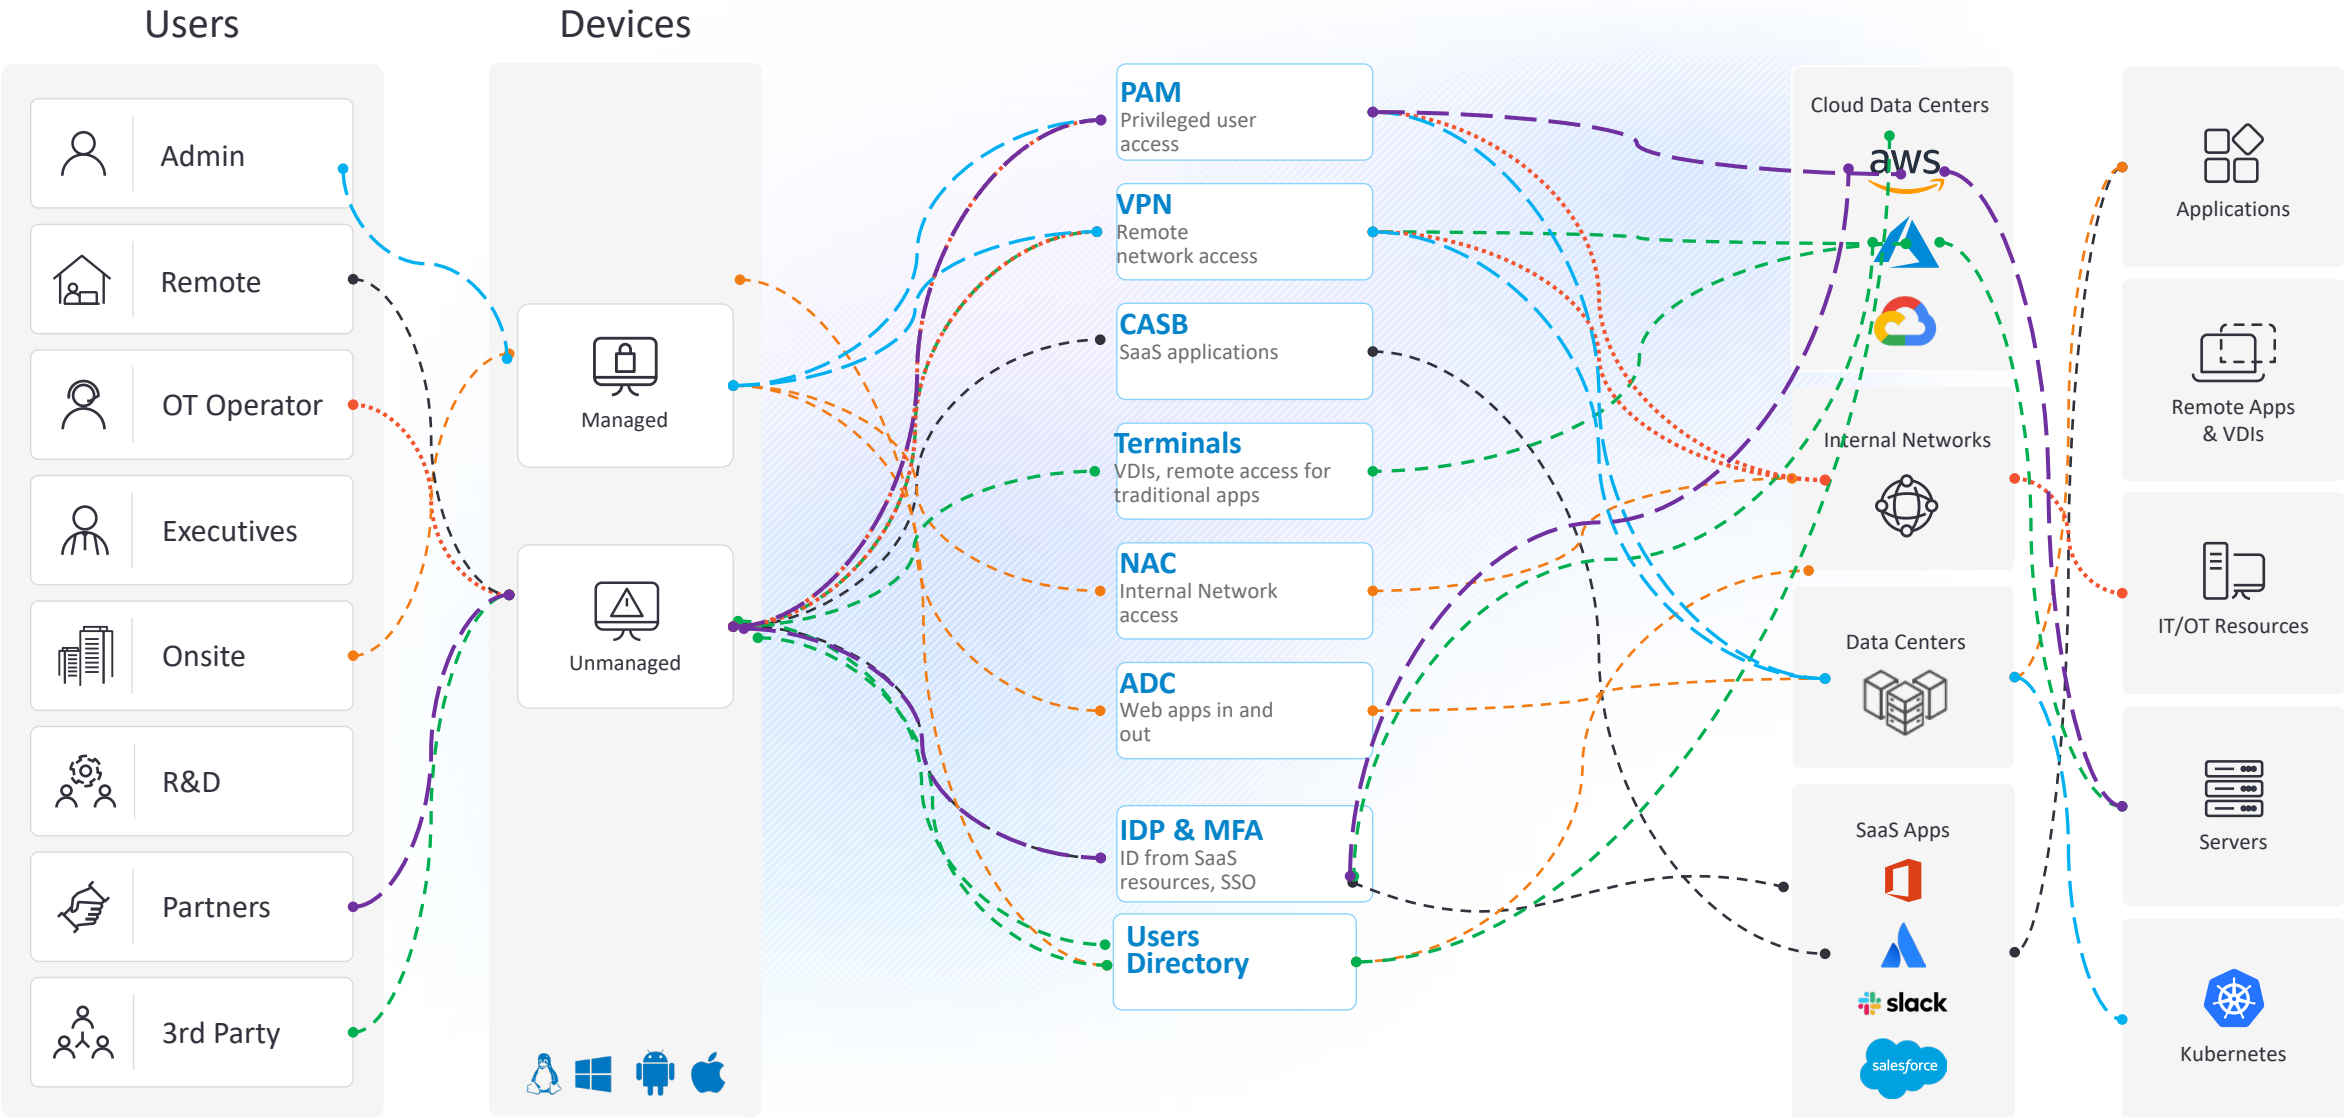 Users
Devices
Admin
Remote
OT Operator
Executives
Onsite
R&D
Partners
3rd Party
Managed
Unmanaged
PAM
Privileged user
access
VPN
Remote
network access
CASB
SaaS applications
Terminals
VDIs, remote access for
traditional apps
NAC
Internal Network
access
ADC
Web apps in and
out
IDP & MFA
ID from SaaS
resources, SSO
Users
Directory
Cloud Data Centers
aws
Internal Networks
Data Centers
SaaS Apps
slack
salesforce
Applications
Remote Apps
& VDIs
IT/OT Resources
Servers
Kubernetes